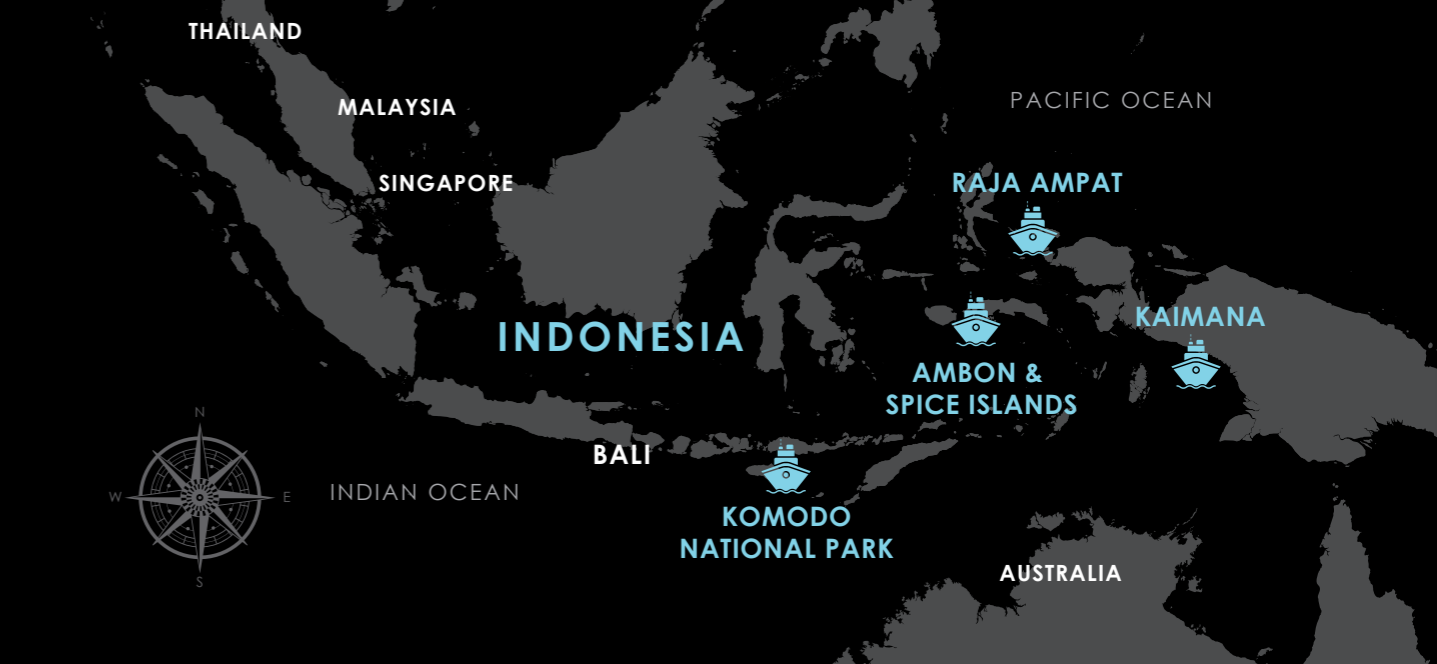 THAILAND
MALAYSIA
PACIFIC OCEAN
SINGAPORE
RAJA AMPAT
INDONESIA
KAIMANA
AMBON &
SPICE ISLANDS
BALI
INDIAN OCEAN
KOMODO
NATIONAL PARK
AUSTRALIA
N
W
E
S